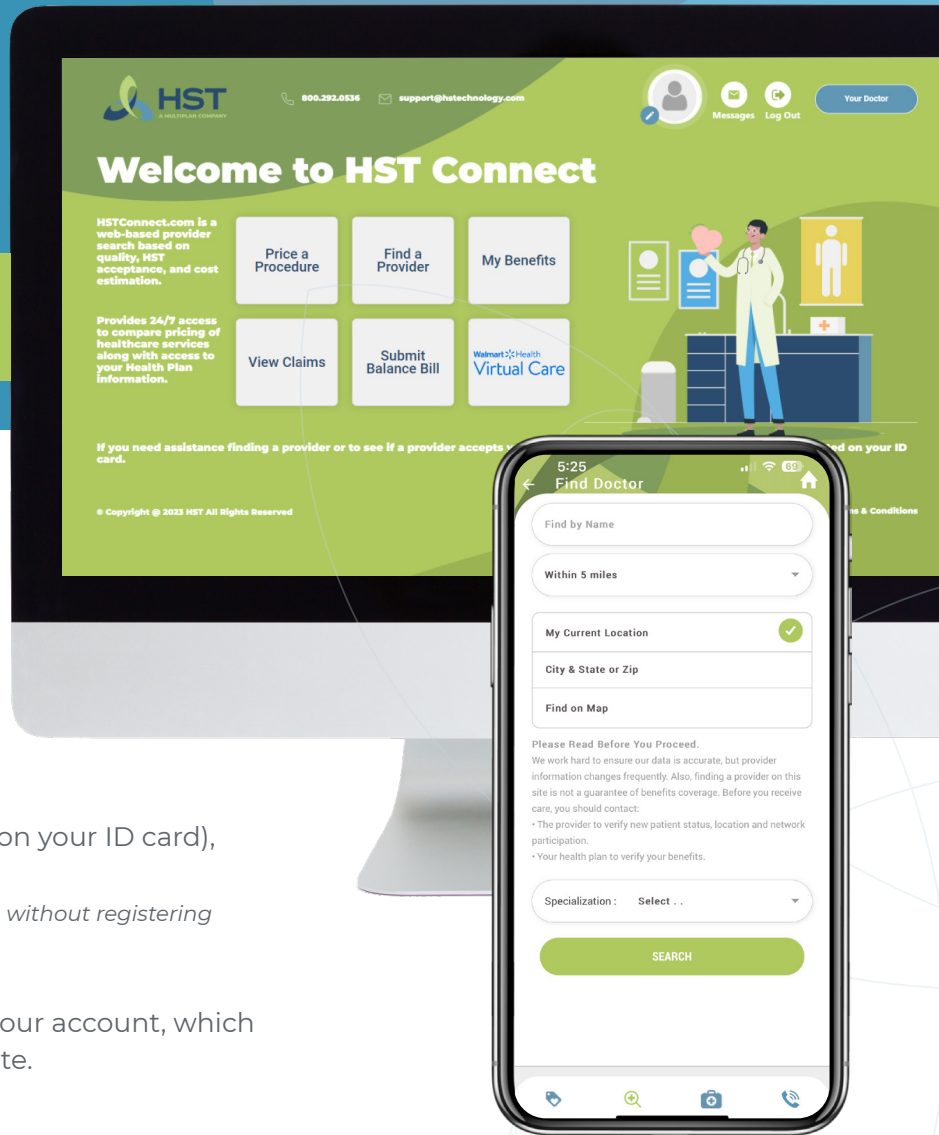 HST
A MULTIPLAN COMPANY
800.292.0536
support@hstechnology.com
Messages
Log Out
Your Doctor
Welcome to HST Connect
HSTConnect.com is a
web-based provider
search based on
quality, HST
acceptance, and cost
estimation.
Provides 24/7 access
to compare pricing of
healthcare services
along with access to
your Health Plan
information.
Price a
Procedure
Find a
Provider
My Benefits
View Claims
Submit
Balance Bill
Walmart Health
Virtual Care
If you need assistance finding a provider or to see if a provider accepts
ed on your ID
card.
© Copyright @ 2023 HST All Rights Reserved
& Conditions
5:25
69
Find Doctor
Find by Name
Within 5 miles
My Current Location
City & State or Zip
Find on Map
Please Read Before You Proceed.
We work hard to ensure our data is accurate, but provider
information changes frequently. Also, finding a provider on this
site is not a guarantee of benefits coverage. Before you receive
care, you should contact:
• The provider to verify new patient status, location and network
participation.
• Your health plan to verify your benefits.
Specialization : Select . .
SEARCH
on your ID card),
without registering
our account, which
te.